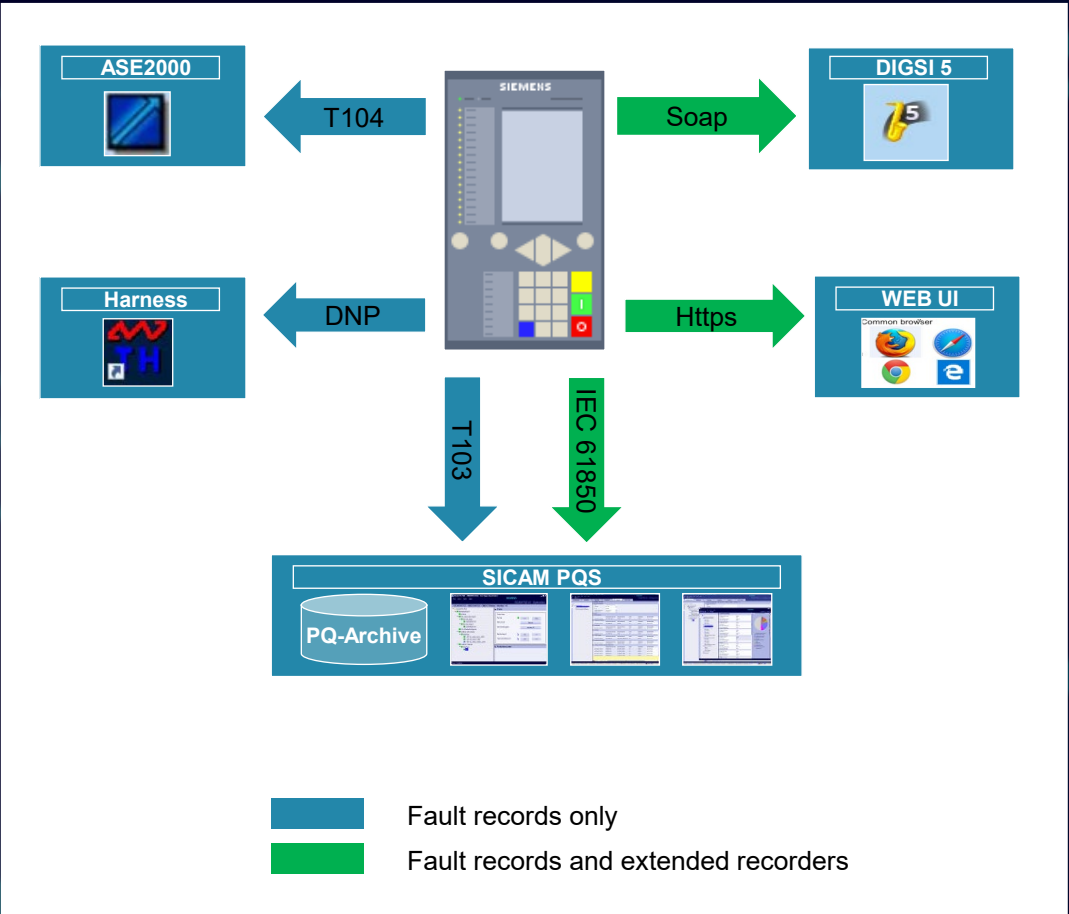 ASE2000
SIEMENS
DIGSI 5
T104
Soap
5
Harness
DNP
Https
WEB UI
Common browser
TH
T103
IEC 61850
SICAM PQS
PQ-Archive
Fault records only
Fault records and extended recorders